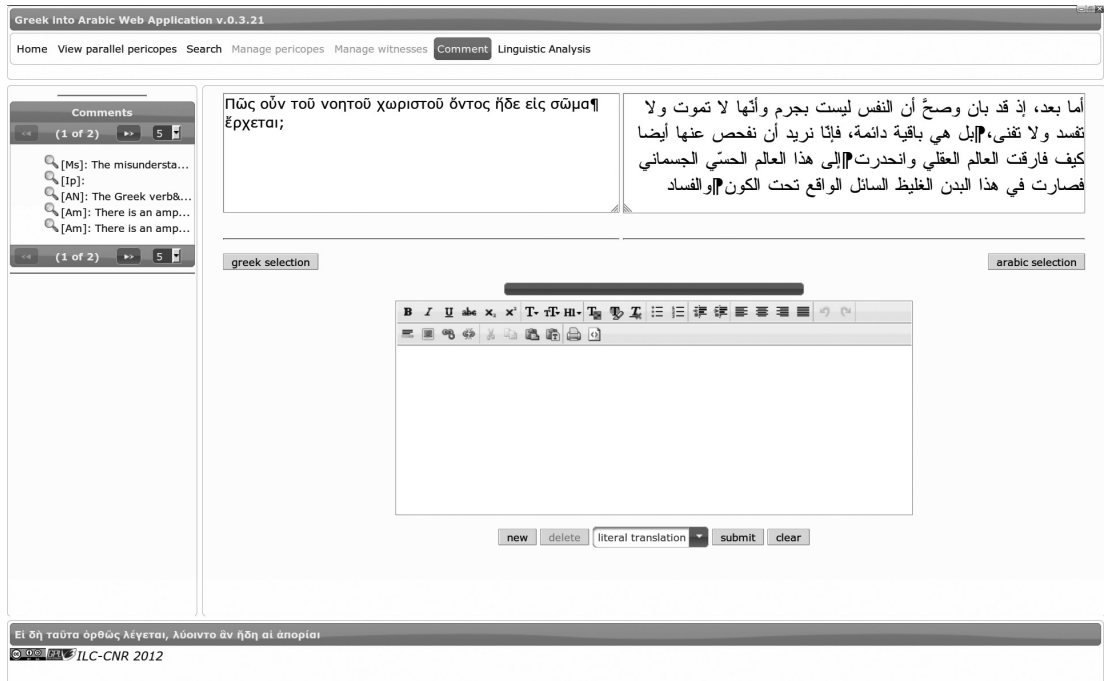 Greek into Arabic Web Application v.0.3.21
Home View parallel pericopes Search Manage pericopes Manage witnesses Comment Linguistic Analysis
Comments
(1 of 2) 5
[Ms]: The misundersta...
[Ip]:
[AN]: The Greek verb&...
[Am]: There is an amp...
[Am]: There is an amp...
(1 of 2) 5
Πῶς οὖν τοῦ νοητοῦ χωριστοῦ ὄντος ἥδε εἰς σῶμα¶
ἔρχεται;
أما بعد، إذ قد بان وصحَّ أن النفس ليست بجرم وأنّها لا تموت ولا
تفسد ولا تفنى،¶بل هي باقية دائمة، فإنّا نريد أن نفحص عنها أيضا
كيف فارقت العالم العقلي وانحدرت¶إلى هذا العالم الحسّي الجسماني
فصارت في هذا البدن الغليظ السائل الواقع تحت الكون¶والفساد
greek selection
arabic selection
B I U abc x₂ x² T tT HI
new delete literal translation submit clear
Εἰ δὴ ταῦτα ὀρθῶς λέγεται, λύοιντο ἂν ἤδη αἱ ἀπορίαι
ILC-CNR 2012